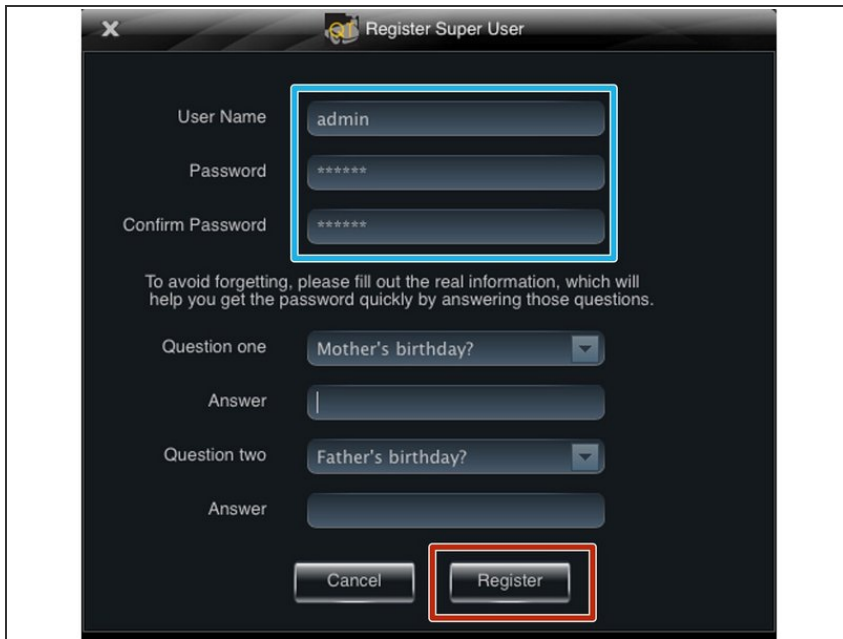 QT Register Super User
User Name admin
Password ******
Confirm Password ******
To avoid forgetting, please fill out the real information, which will
help you get the password quickly by answering those questions.
Question one Mother's birthday?
Answer
Question two Father's birthday?
Answer
Cancel Register